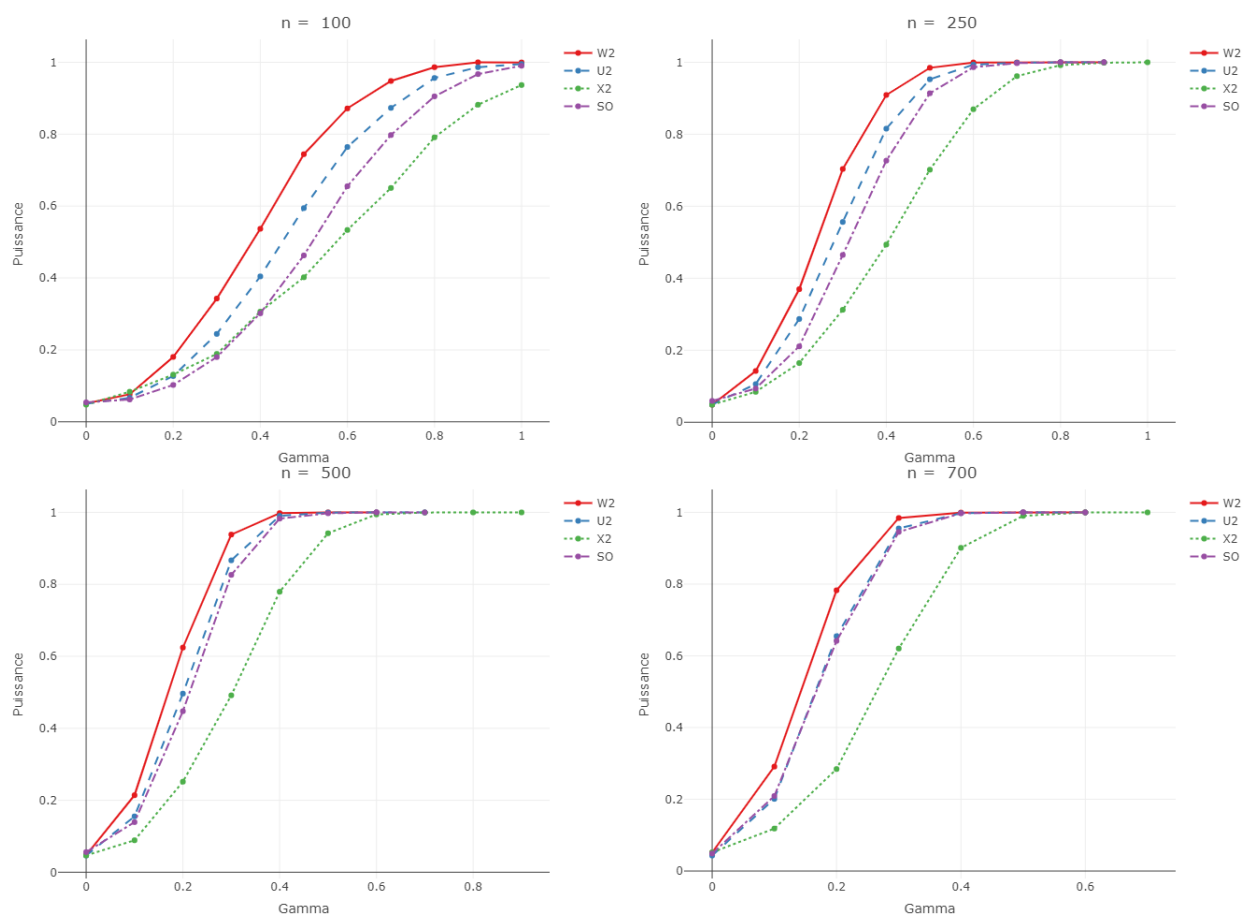 n = 100
W2
U2
X2
SO
Puissance
1
0.8
0.6
0.4
0.2
0
0 0.2 0.4 0.6 0.8 1
Gamma
n = 250
W2
U2
X2
SO
Puissance
1
0.8
0.6
0.4
0.2
0
0 0.2 0.4 0.6 0.8 1
Gamma
n = 500
W2
U2
X2
SO
Puissance
1
0.8
0.6
0.4
0.2
0
0 0.2 0.4 0.6 0.8
Gamma
n = 700
W2
U2
X2
SO
Puissance
1
0.8
0.6
0.4
0.2
0
0 0.2 0.4 0.6
Gamma